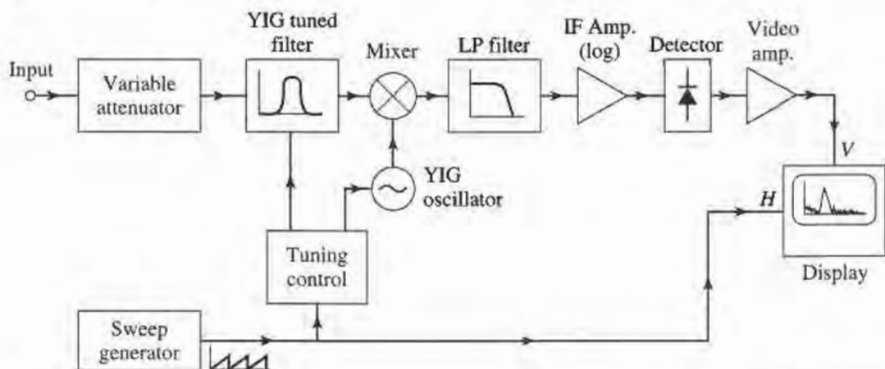 YIG tuned
filter
Mixer
LP filter
IF Amp.
(log)
Detector
Video
amp.
Input
Variable
attenuator
YIG
oscillator
V
H
Tuning
control
Display
Sweep
generator